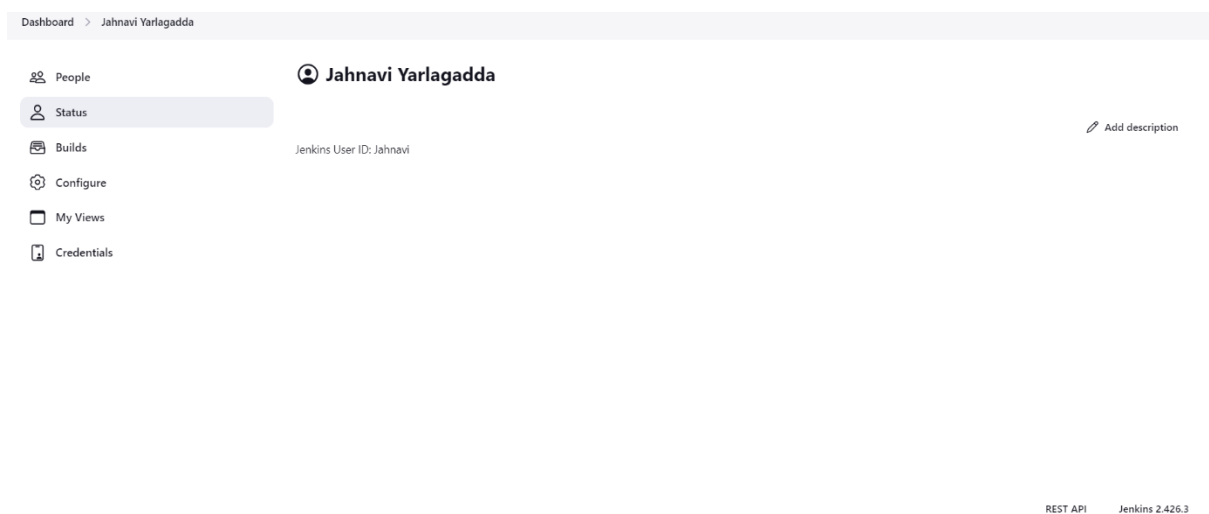 Dashboard > Jahnavi Yarlagadda
People
Status
Builds
Configure
My Views
Credentials
Jahnavi Yarlagadda
Add description
Jenkins User ID: Jahnavi
REST API Jenkins 2.426.3